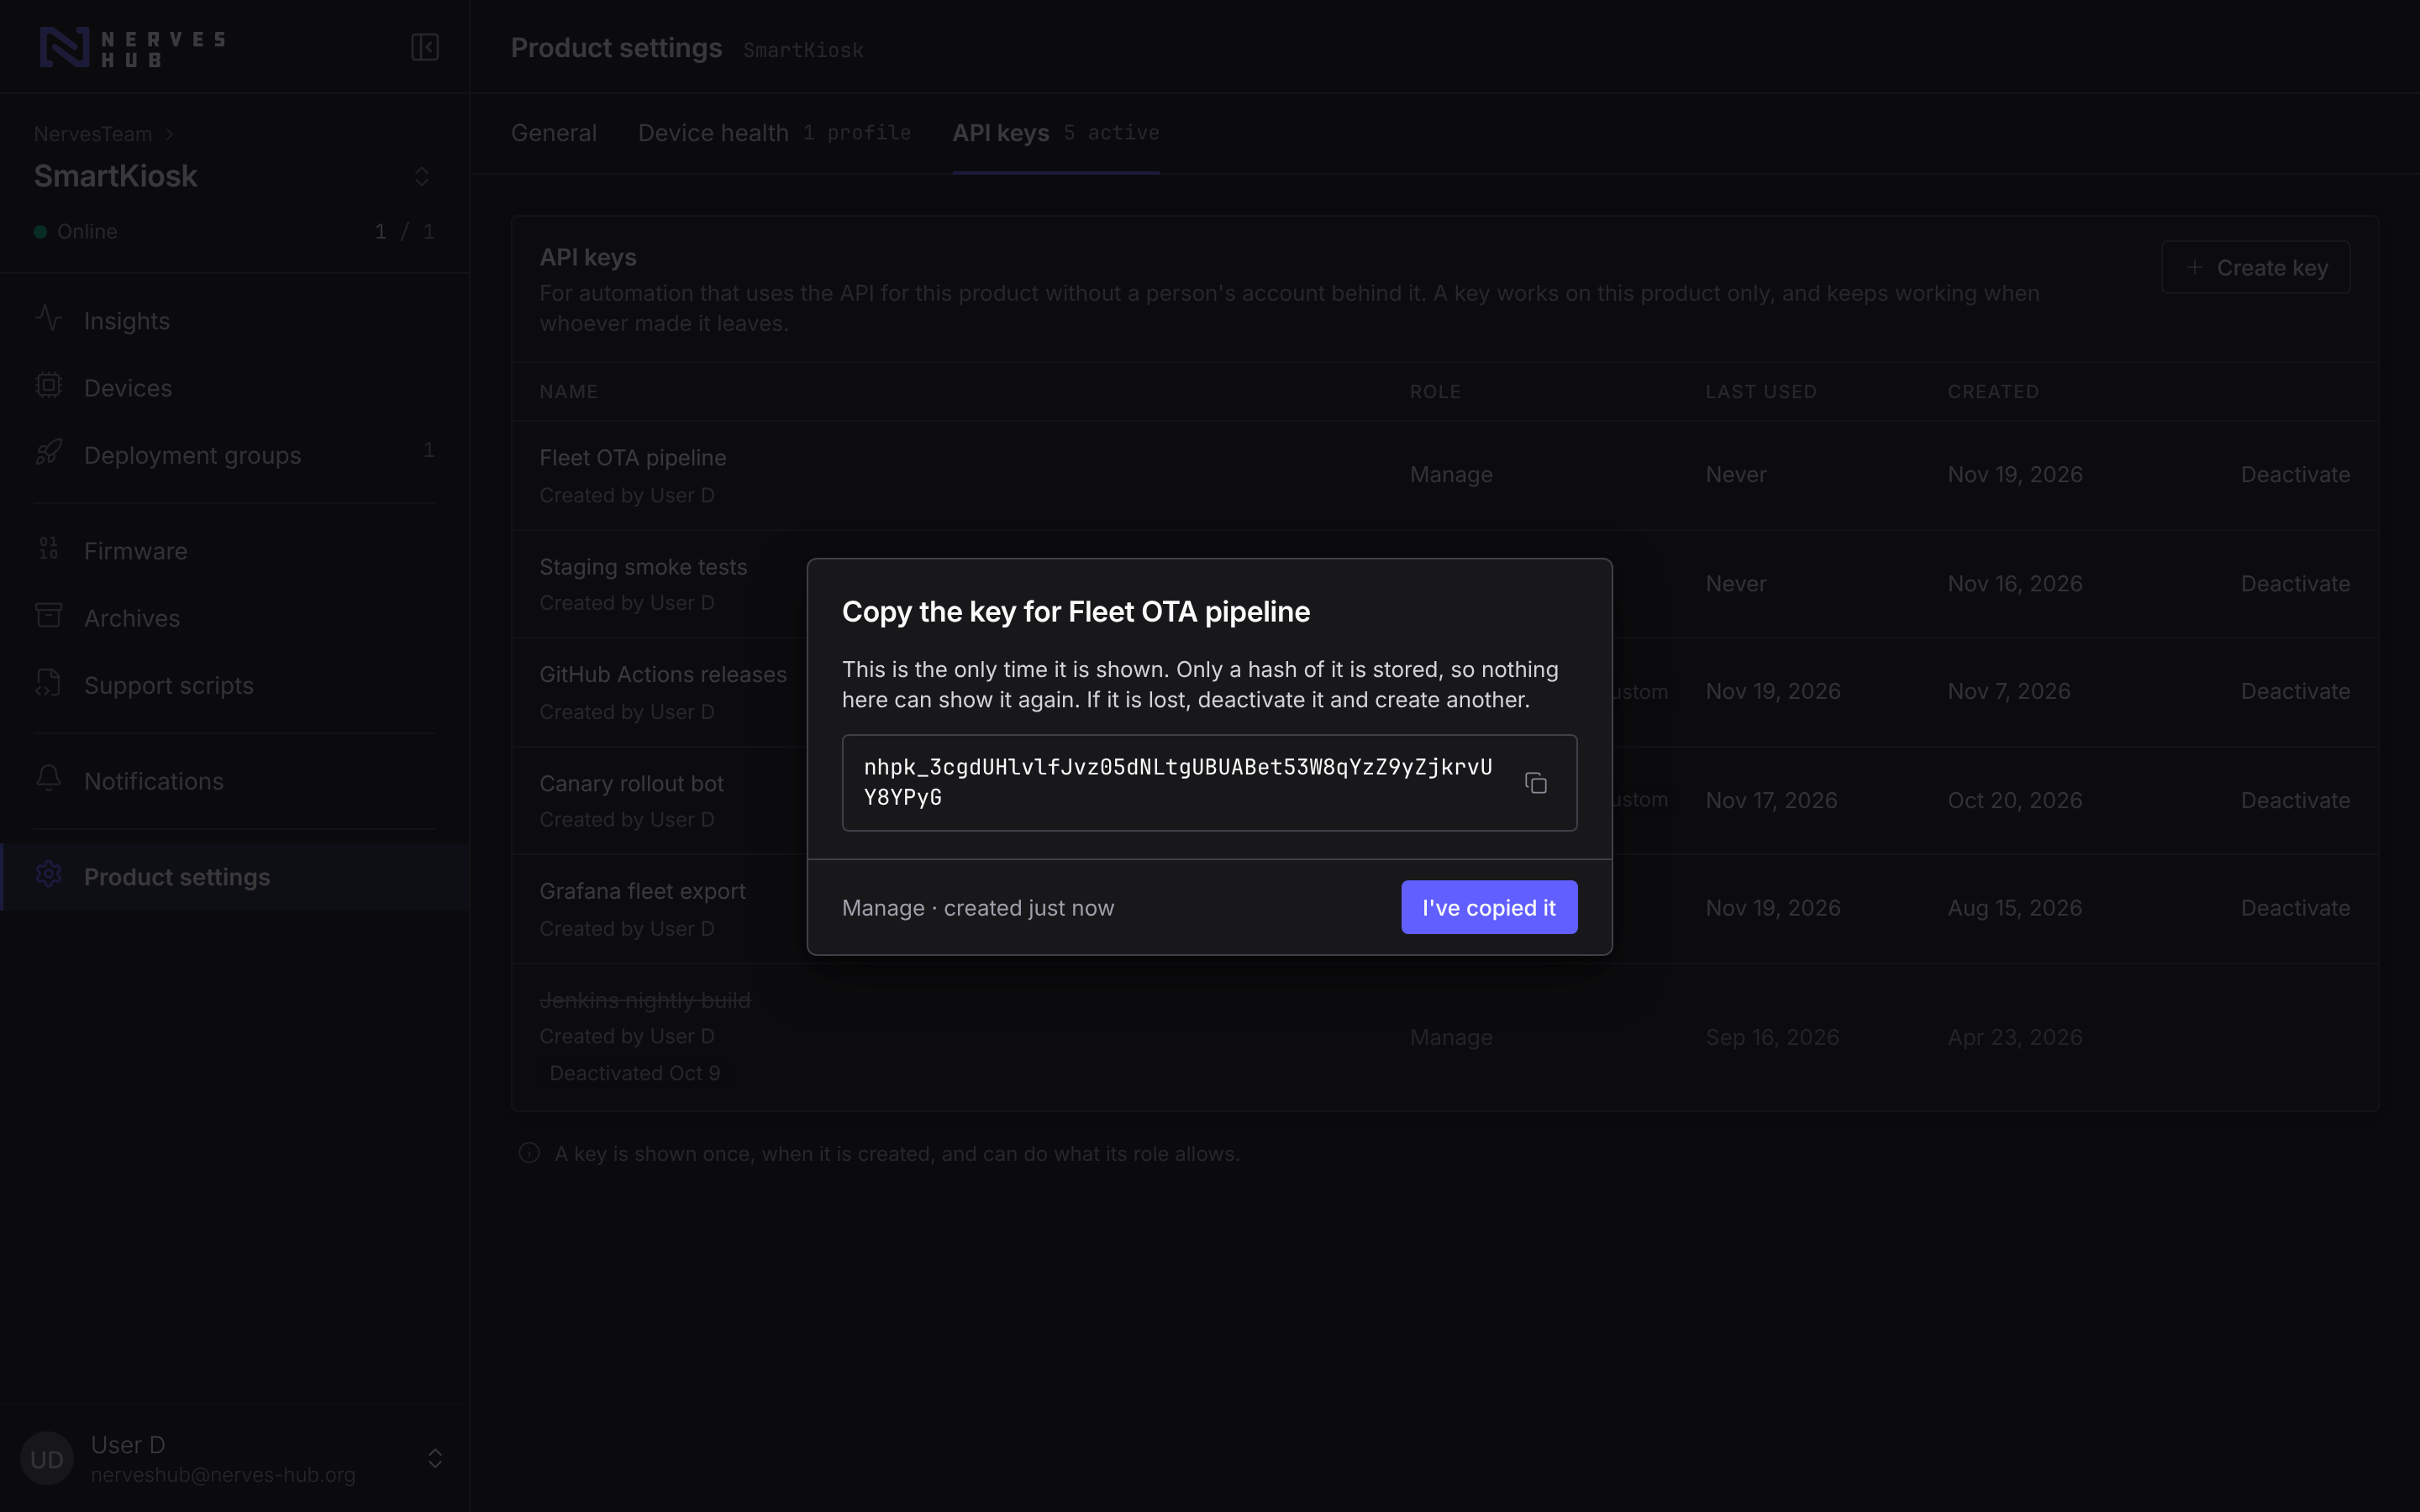 NERVES
HUB
Product settings SmartKiosk
NervesTeam
SmartKiosk
Online 1 / 1
Insights
Devices
Deployment groups 1
Firmware
Archives
Support scripts
Notifications
Product settings
User D
UD
nerveshub@nerves-hub.org
General Device health 1 profile API keys 5 active
API keys
Create key
For automation that uses the API for this product without a person's account behind it. A key works on this product only, and keeps working when
whoever made it leaves.
NAME ROLE LAST USED CREATED
Fleet OTA pipeline
Created by User D
Manage Never Nov 19, 2026 Deactivate
Staging smoke tests
Created by User D
Never Nov 16, 2026 Deactivate
GitHub Actions releases
Created by User D
ustom Nov 19, 2026 Nov 7, 2026 Deactivate
Canary rollout bot
Created by User D
ustom Nov 17, 2026 Oct 20, 2026 Deactivate
Grafana fleet export
Created by User D
Nov 19, 2026 Aug 15, 2026 Deactivate
Jenkins nightly build
Created by User D
Deactivated Oct 9
Manage Sep 16, 2026 Apr 23, 2026
A key is shown once, when it is created, and can do what its role allows.
Copy the key for Fleet OTA pipeline
This is the only time it is shown. Only a hash of it is stored, so nothing
here can show it again. If it is lost, deactivate it and create another.
nhpk_3cgdUHlvlfJvz05dNLtgUBUABet53W8qYzZ9yZjkrvU
Y8YPyG
Manage · created just now
I've copied it